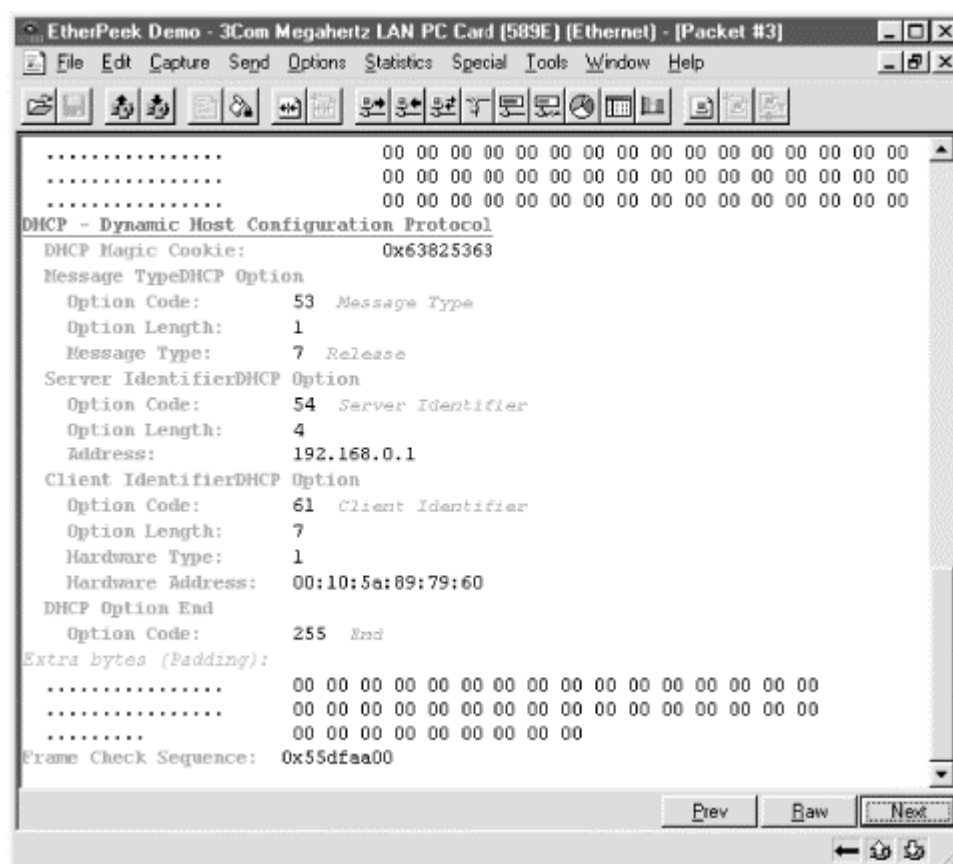 EtherPeek Demo - 3Com Megahertz LAN PC Card (589E) (Ethernet) - [Packet #3]
File Edit Capture Send Options Statistics Special Tools Window Help
................ 00 00 00 00 00 00 00 00 00 00 00 00 00 00 00 00
................ 00 00 00 00 00 00 00 00 00 00 00 00 00 00 00 00
................ 00 00 00 00 00 00 00 00 00 00 00 00 00 00 00 00
DHCP - Dynamic Host Configuration Protocol
DHCP Magic Cookie: 0x63825363
Message TypeDHCP Option
Option Code: 53 Message Type
Option Length: 1
Message Type: 7 Release
Server IdentifierDHCP Option
Option Code: 54 Server Identifier
Option Length: 4
Address: 192.168.0.1
Client IdentifierDHCP Option
Option Code: 61 Client Identifier
Option Length: 7
Hardware Type: 1
Hardware Address: 00:10:5a:89:79:60
DHCP Option End
Option Code: 255 End
Extra bytes (Padding):
................ 00 00 00 00 00 00 00 00 00 00 00 00 00 00 00 00
................ 00 00 00 00 00 00 00 00 00 00 00 00 00 00 00 00
......... 00 00 00 00 00 00 00 00 00
Frame Check Sequence: 0x55dfaa00
Prev Raw Next